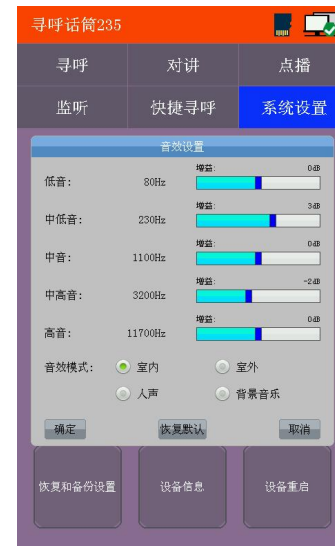 寻呼话筒235
寻呼 对讲 点播
监听 快捷寻呼 系统设置
音效设置
低音: 80Hz 增益: 0dB
中低音: 230Hz 增益: 3dB
中音: 1100Hz 增益: 0dB
中高音: 3200Hz 增益: -2dB
高音: 11700Hz 增益: 0dB
音效模式: 室内 室外
人声 背景音乐
确定 恢复默认 取消
恢复和备份设置 设备信息 设备重启